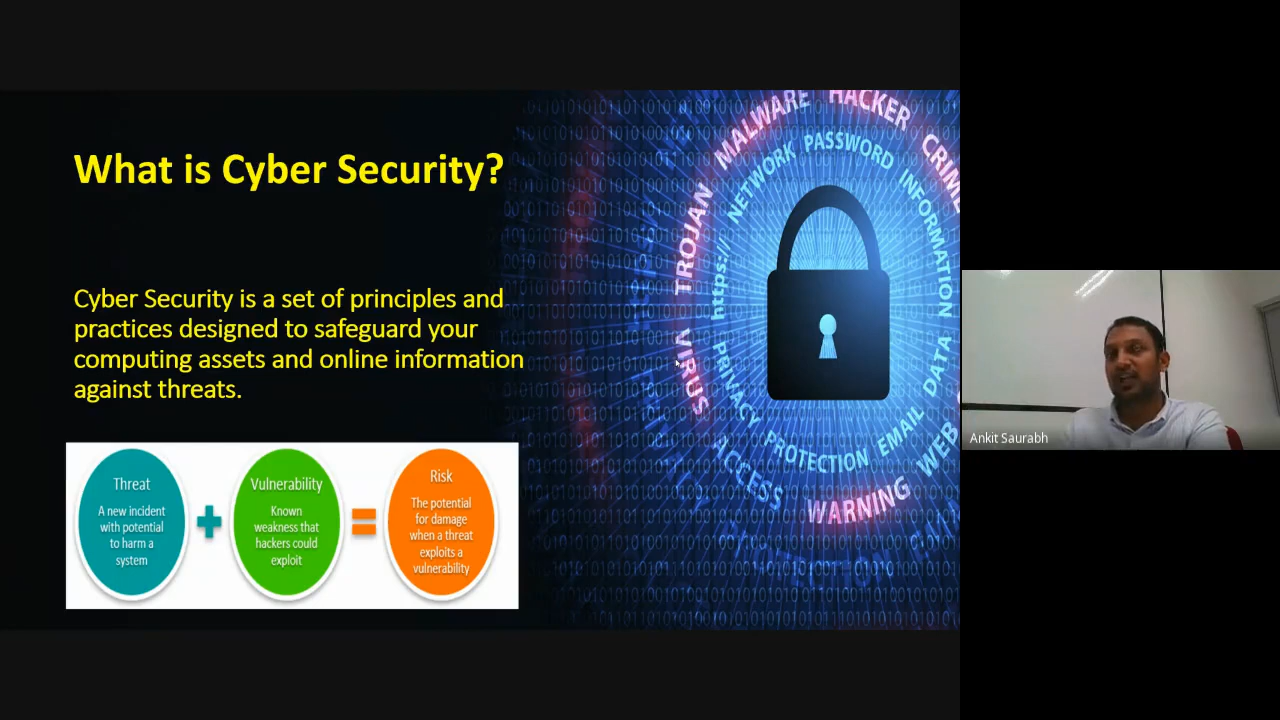 What is Cyber Security?
Cyber Security is a set of principles and
practices designed to safeguard your
computing assets and online information
against threats.
Threat
A new incident
with potential
to harm a
system
Vulnerability
Known
weakness that
hackers could
exploit
Risk
The potential
for damage
when a threat
exploits a
vulnerability
VIRUS TROJAN MALWARE HACKER CRIME
https:// NETWORK PASSWORD INFORMATION
PRIVACY PROTECTION EMAIL DATA
ACCESS WARNING WEB
Ankit Saurabh